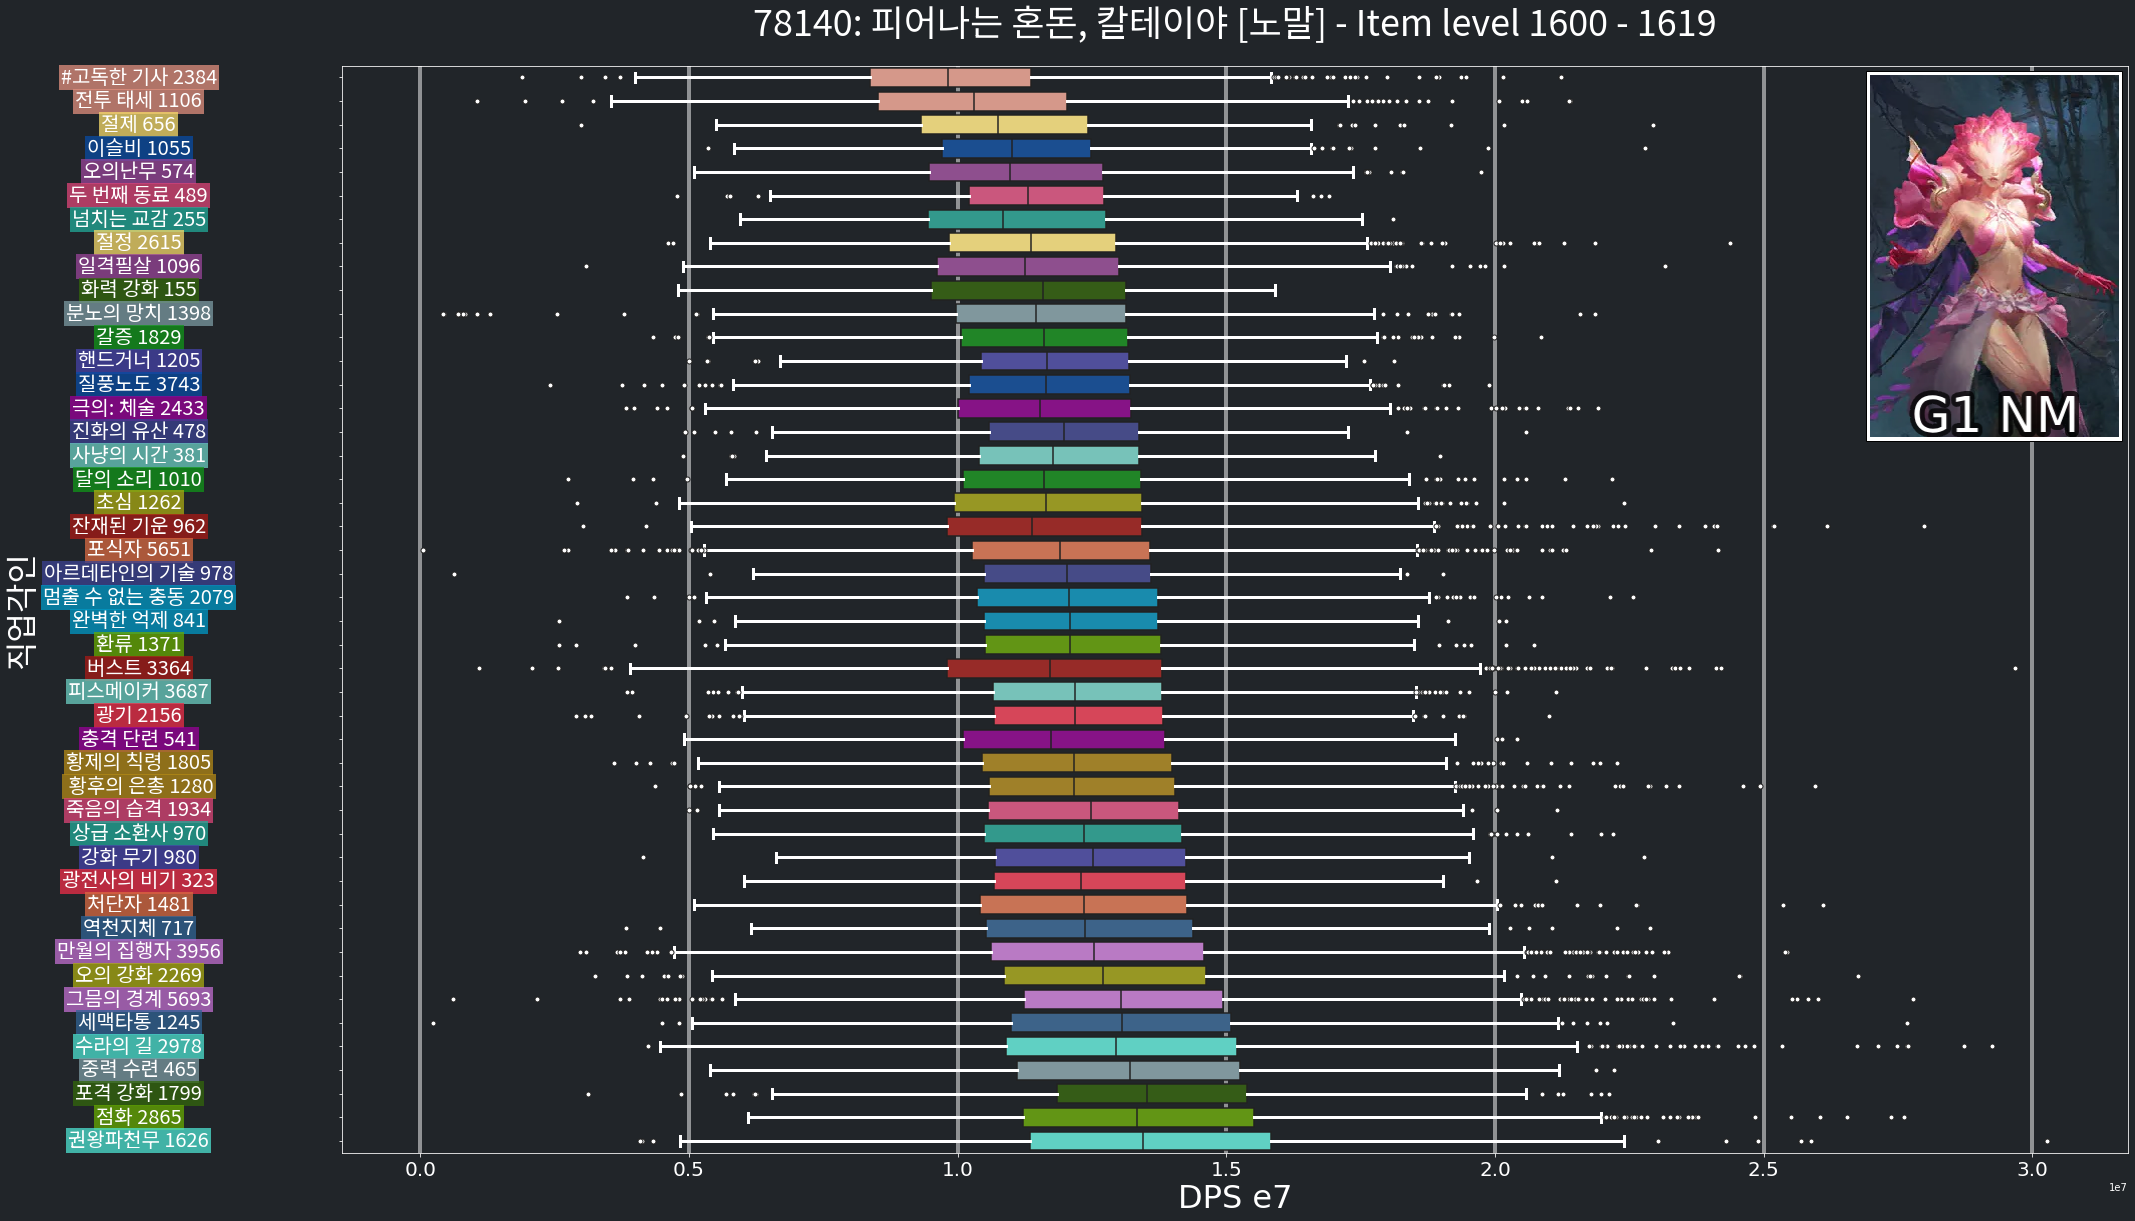 78140: 피어나는 혼돈, 칼테이야 [노말] - Item level 1600 - 1619
#고독한 기사 2384
전투 태세 1106
절제 656
이슬비 1055
오의난무 574
두 번째 동료 489
넘치는 교감 255
절정 2615
일격필살 1096
화력 강화 155
분노의 망치 1398
갈증 1829
핸드거너 1205
질풍노도 3743
극의: 체술 2433
진화의 유산 478
사냥의 시간 381
달의 소리 1010
초심 1262
잔재된 기운 962
포식자 5651
아르데타인의 기술 978
멈출 수 없는 충동 2079
완벽한 억제 841
환류 1371
버스트 3364
피스메이커 3687
광기 2156
충격 단련 541
황제의 칙령 1805
황후의 은총 1280
죽음의 습격 1934
상급 소환사 970
강화 무기 980
광전사의 비기 323
처단자 1481
역천지체 717
만월의 집행자 3956
오의 강화 2269
그믐의 경계 5693
세맥타통 1245
수라의 길 2978
중력 수련 465
포격 강화 1799
점화 2865
권왕파천무 1626
직업각인
G1 NM
0.0 0.5 1.0 1.5 2.0 2.5 3.0
DPS e7
1e7